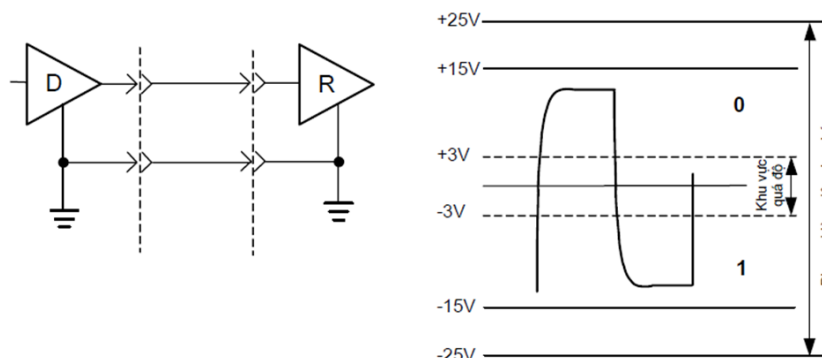 D
R
+25V
+15V
0
+3V
Khu vực
quá độ
-3V
1
-15V
-25V